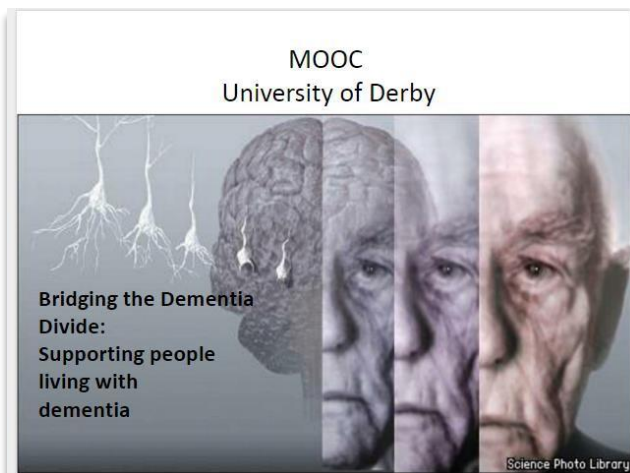 MOOC
University of Derby
Bridging the Dementia
Divide:
Supporting people
living with
dementia
Science Photo Library